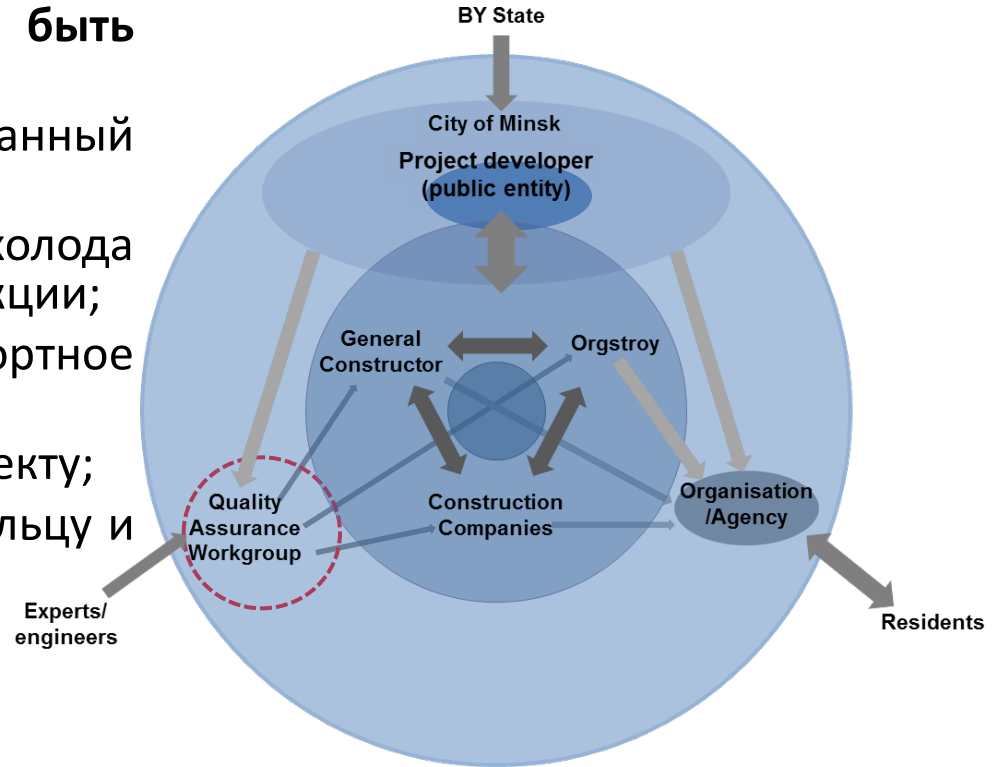 быть
анный
холода
кции;
ортное
екту;
льцу и
BY State
City of Minsk
Project developer
(public entity)
General
Constructor
Orgstroy
Quality
Assurance
Workgroup
Construction
Companies
Organisation
/Agency
Experts/
engineers
Residents